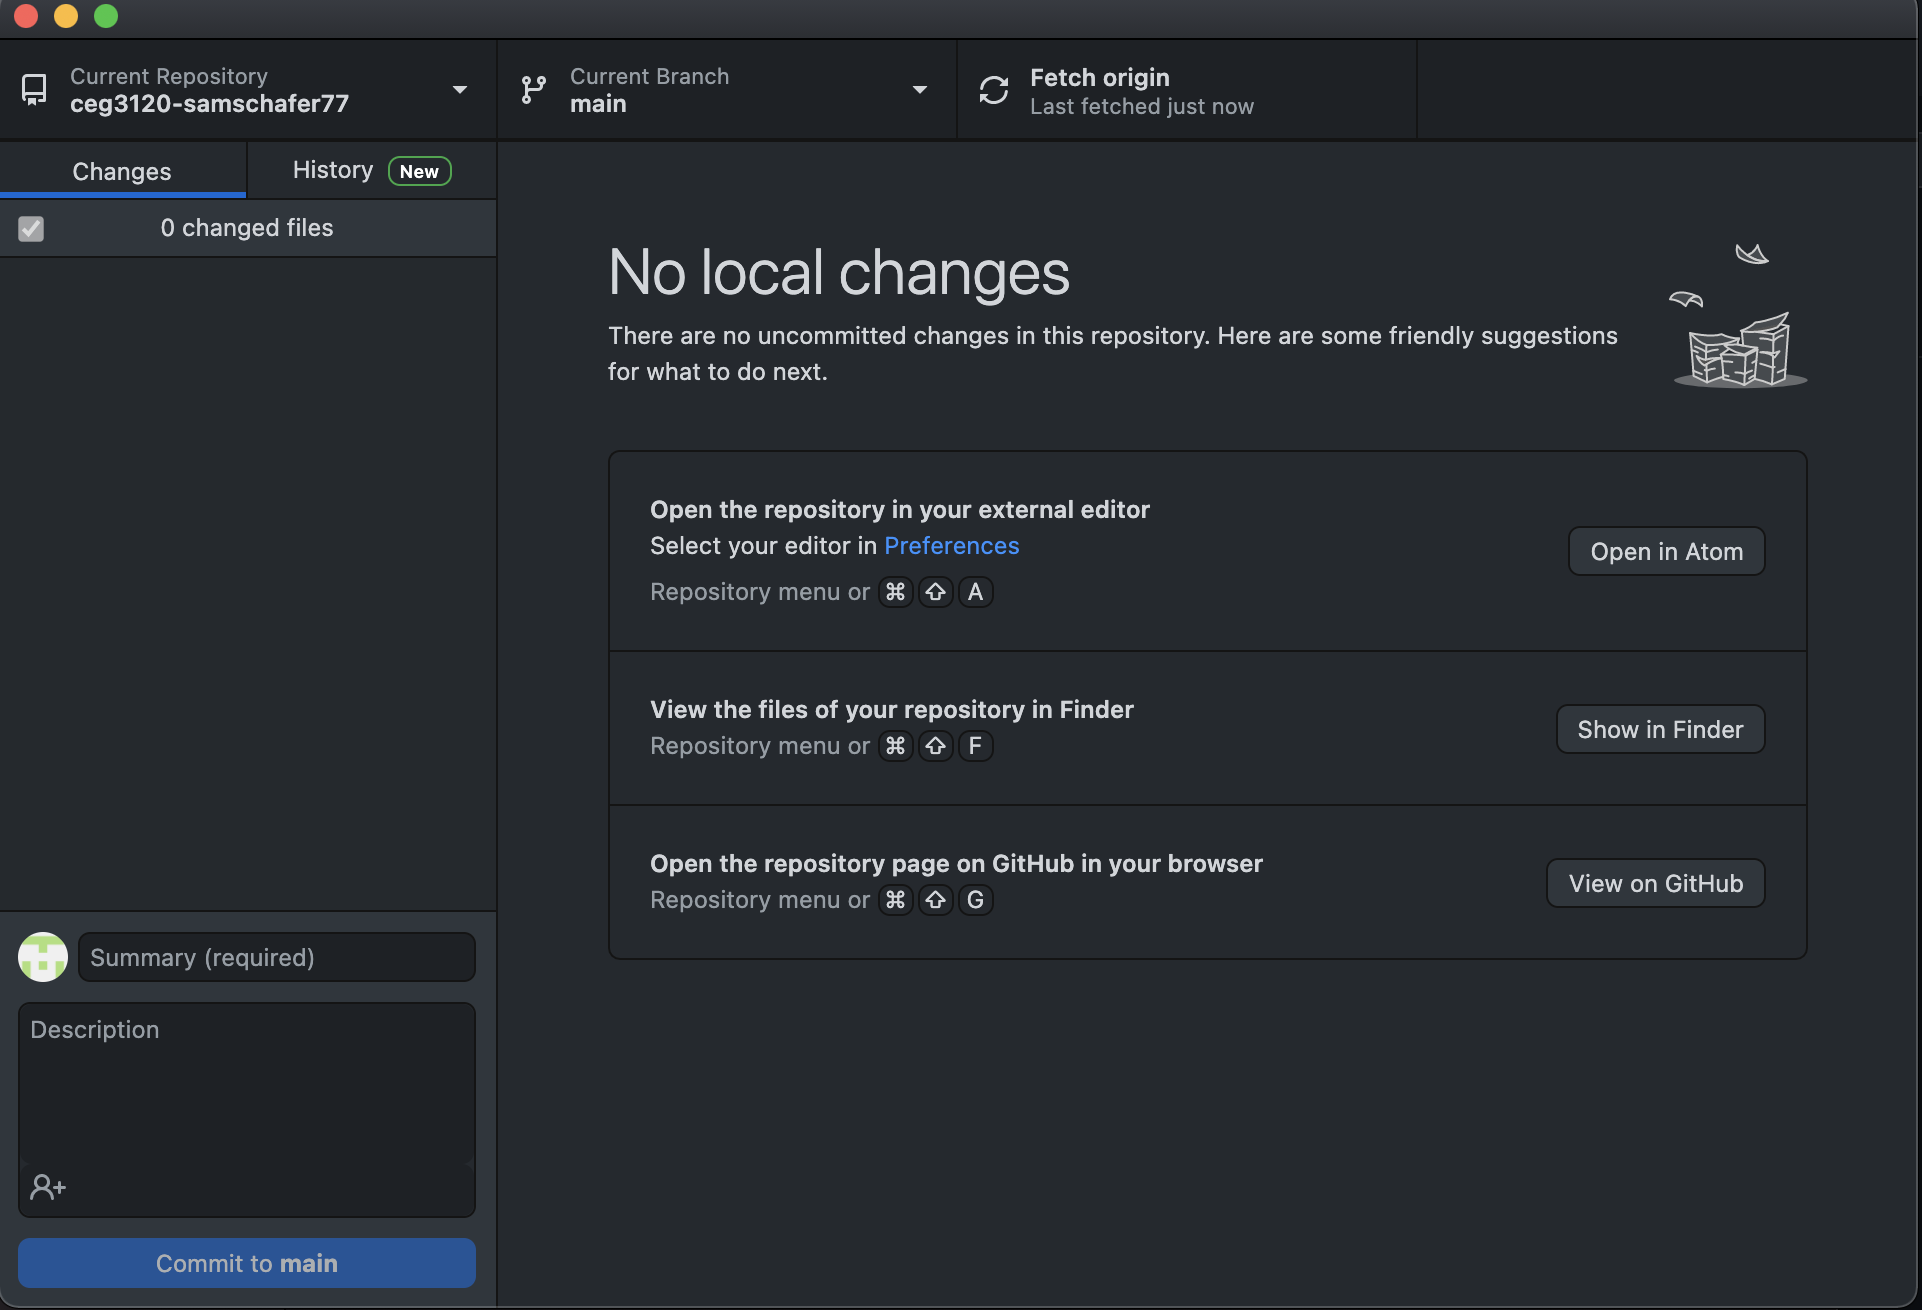 Current Repository
ceg3120-samschafer77
Current Branch
main
Fetch origin
Last fetched just now
Changes
History New
0 changed files
No local changes
There are no uncommitted changes in this repository. Here are some friendly suggestions
for what to do next.
Open the repository in your external editor
Select your editor in Preferences
Repository menu or ⌘ ⇧ A
Open in Atom
View the files of your repository in Finder
Repository menu or ⌘ ⇧ F
Show in Finder
Open the repository page on GitHub in your browser
Repository menu or ⌘ ⇧ G
View on GitHub
Summary (required)
Description
Commit to main